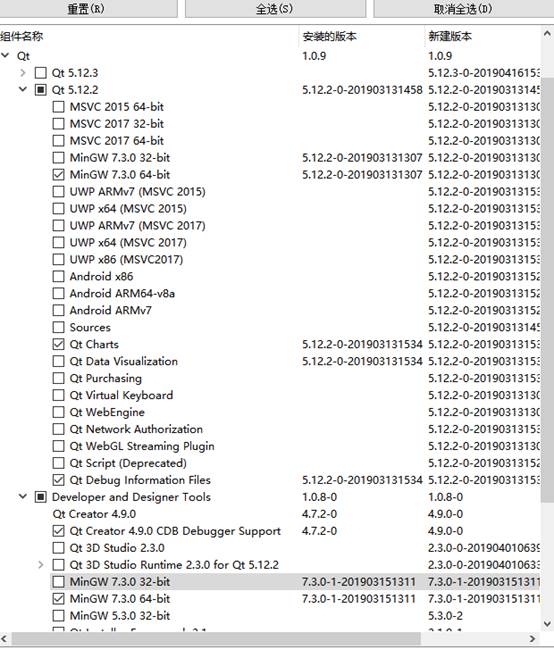 重置(R) 全选(S) 取消全选(D)
组件名称 安装的版本 新建版本
Qt 1.0.9 1.0.9
Qt 5.12.3 5.12.3-0-20190416153
Qt 5.12.2 5.12.2-0-201903131458 5.12.2-0-20190313145
MSVC 2015 64-bit 5.12.2-0-20190313130
MSVC 2017 32-bit 5.12.2-0-20190313130
MSVC 2017 64-bit 5.12.2-0-20190313130
MinGW 7.3.0 32-bit 5.12.2-0-201903131307 5.12.2-0-20190313130
MinGW 7.3.0 64-bit 5.12.2-0-201903131307 5.12.2-0-20190313130
UWP ARMv7 (MSVC 2015) 5.12.2-0-20190313153
UWP x64 (MSVC 2015) 5.12.2-0-20190313153
UWP ARMv7 (MSVC 2017) 5.12.2-0-20190313153
UWP x64 (MSVC 2017) 5.12.2-0-20190313153
UWP x86 (MSVC2017) 5.12.2-0-20190313153
Android x86 5.12.2-0-20190313152
Android ARM64-v8a 5.12.2-0-20190313152
Android ARMv7 5.12.2-0-20190313152
Sources 5.12.2-0-20190313145
Qt Charts 5.12.2-0-201903131534 5.12.2-0-20190313153
Qt Data Visualization 5.12.2-0-201903131534 5.12.2-0-20190313153
Qt Purchasing 5.12.2-0-20190313153
Qt Virtual Keyboard 5.12.2-0-20190313130
Qt WebEngine 5.12.2-0-20190313130
Qt Network Authorization 5.12.2-0-20190313153
Qt WebGL Streaming Plugin 5.12.2-0-20190313130
Qt Script (Deprecated) 5.12.2-0-20190313152
Qt Debug Information Files 5.12.2-0-201903131534 5.12.2-0-20190313153
Developer and Designer Tools 1.0.8-0 1.0.8-0
Qt Creator 4.9.0 4.7.2-0 4.9.0-0
Qt Creator 4.9.0 CDB Debugger Support 4.7.2-0 4.9.0-0
Qt 3D Studio 2.3.0 2.3.0-0-201904010639
Qt 3D Studio Runtime 2.3.0 for Qt 5.12.2 2.3.0-0-201904010633
MinGW 7.3.0 32-bit 7.3.0-1-201903151311 7.3.0-1-201903151311
MinGW 7.3.0 64-bit 7.3.0-1-201903151311 7.3.0-1-201903151311
MinGW 5.3.0 32-bit 5.3.0-2